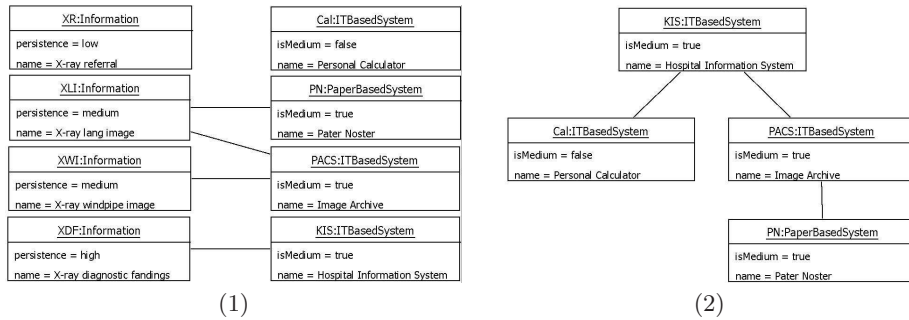 XR:Information
persistence = low
name = X-ray referral
XLI:Information
persistence = medium
name = X-ray lang image
XWI:Information
persistence = medium
name = X-ray windpipe image
XDF:Information
persistence = high
name = X-ray diagnostic fandings
Cal:ITBasedSystem
isMedium = false
name = Personal Calculator
PN:PaperBasedSystem
isMedium = true
name = Pater Noster
PACS:ITBasedSystem
isMedium = true
name = Image Archive
KIS:ITBasedSystem
isMedium = true
name = Hospital Information System
(1)
KIS:ITBasedSystem
isMedium = true
name = Hospital Information System
Cal:ITBasedSystem
isMedium = false
name = Personal Calculator
PACS:ITBasedSystem
isMedium = true
name = Image Archive
PN:PaperBasedSystem
isMedium = true
name = Pater Noster
(2)